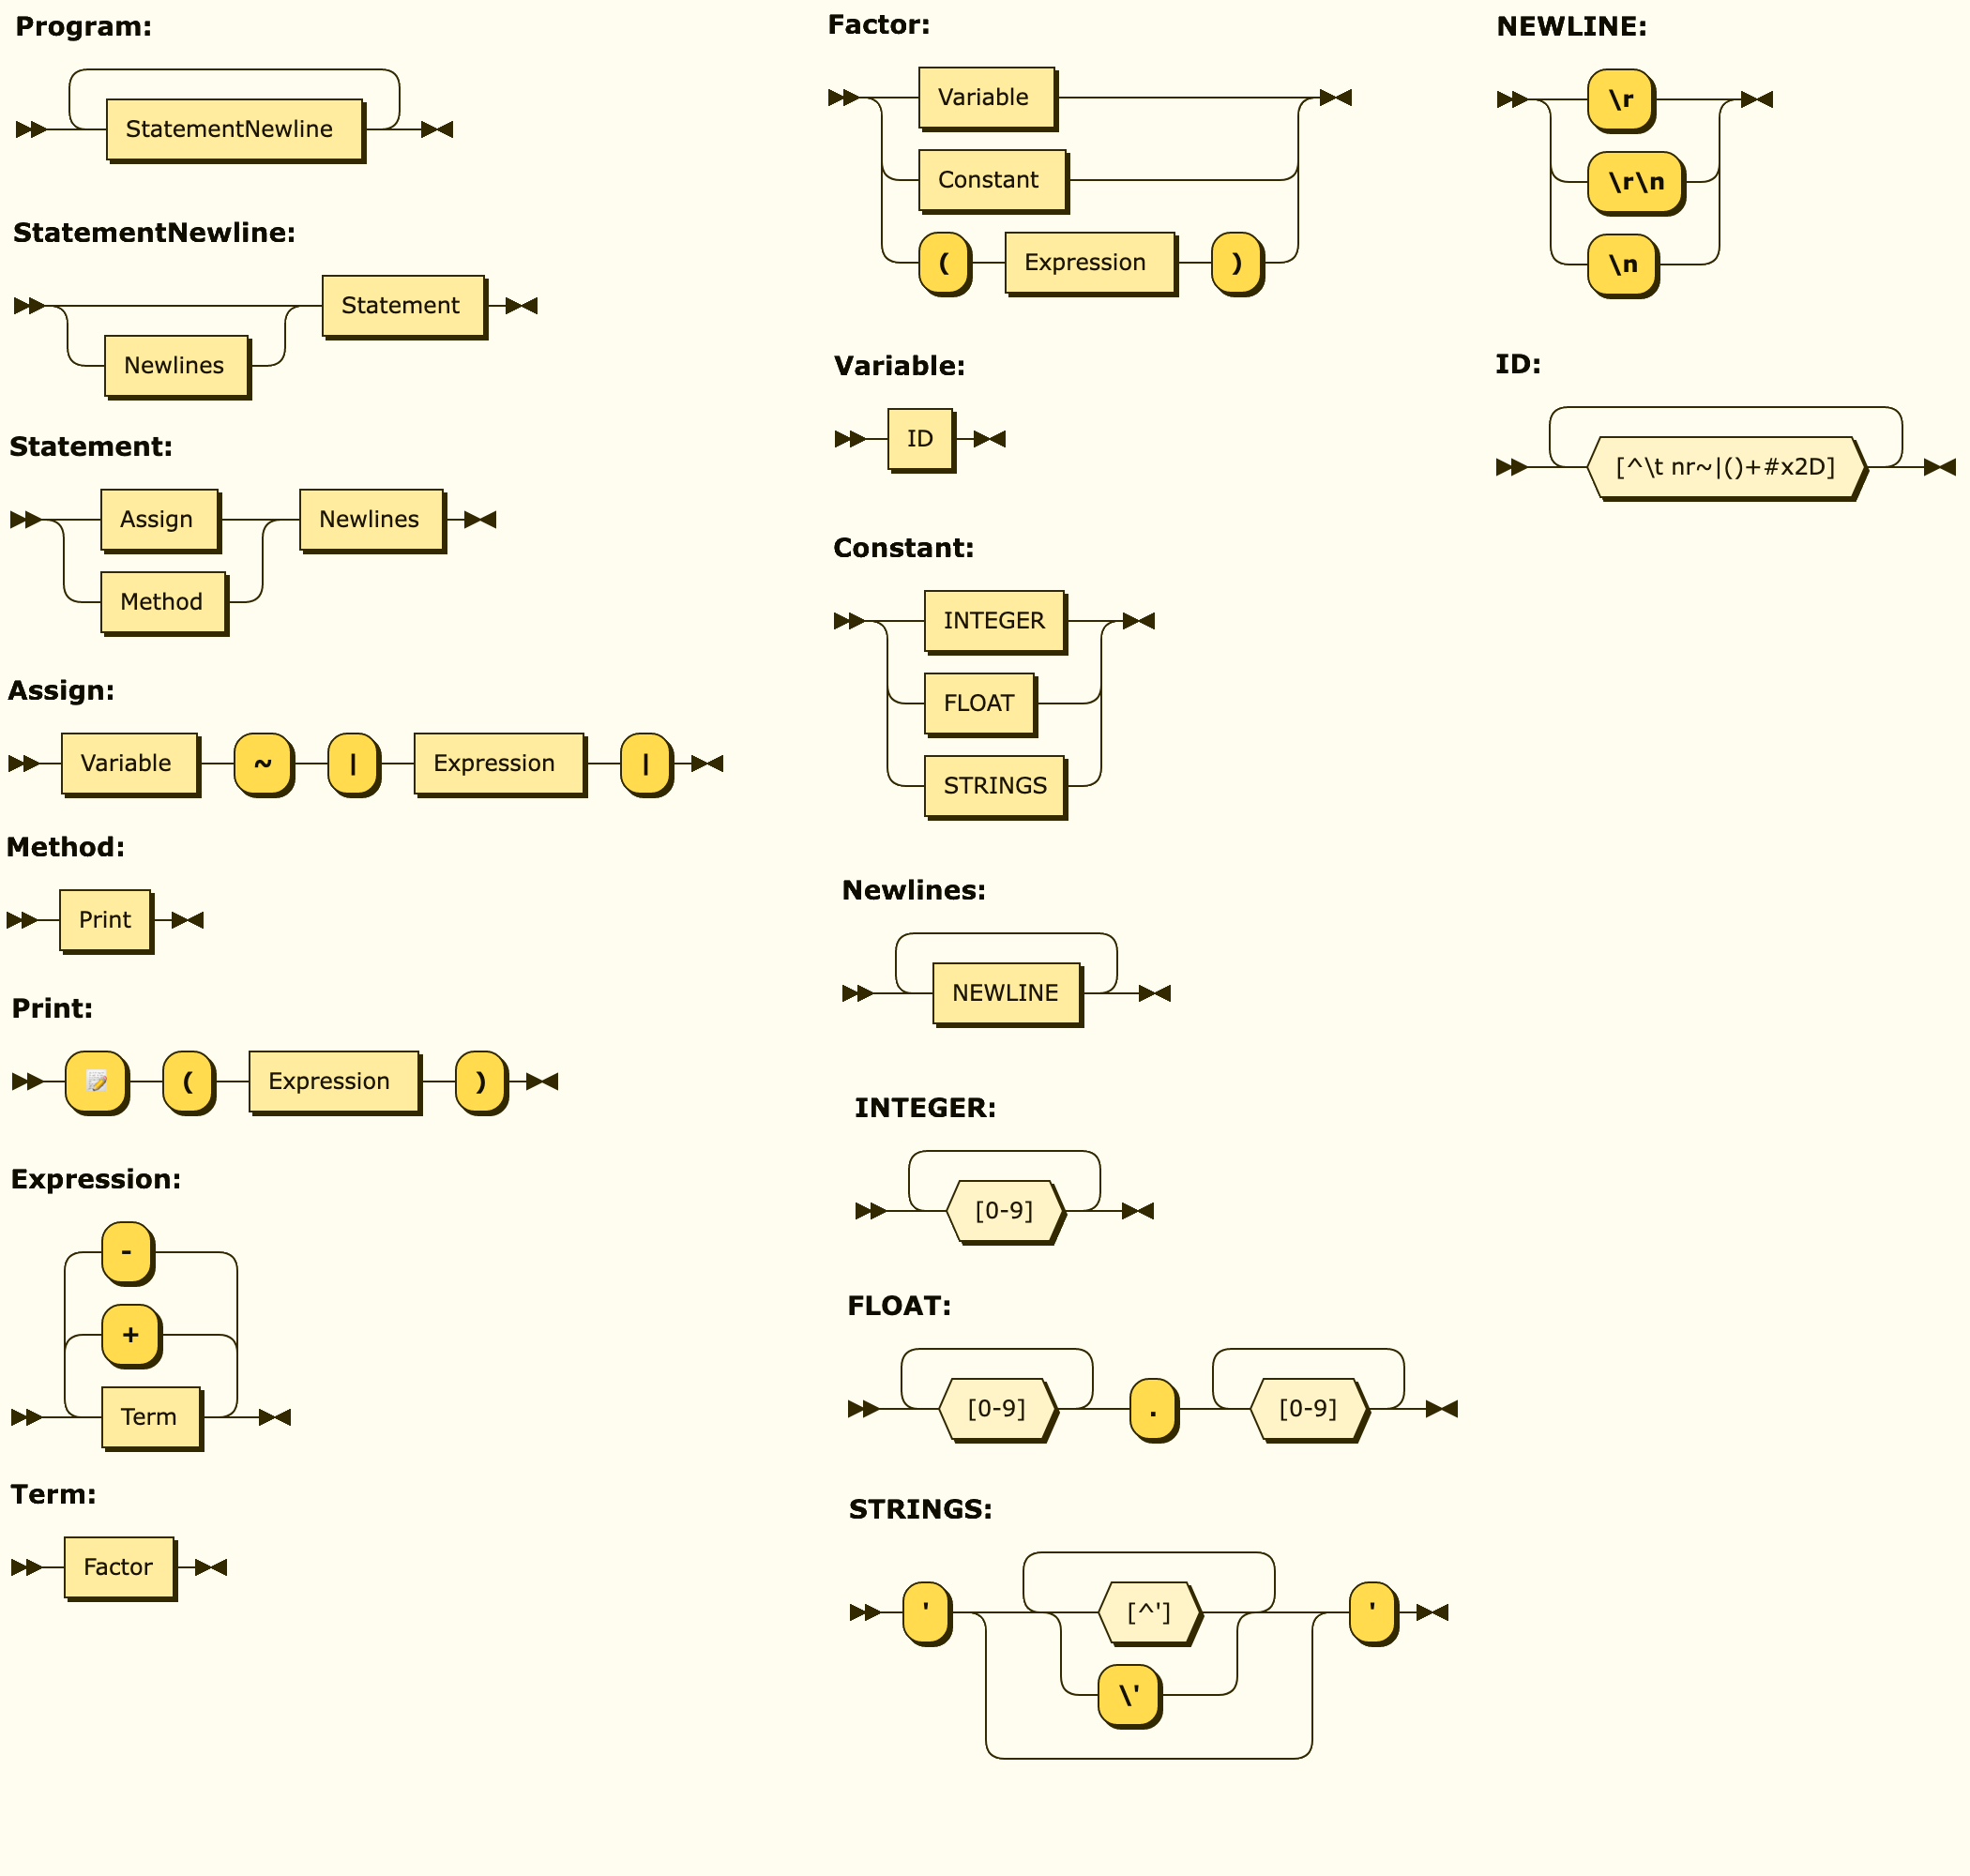 Program:
StatementNewline
StatementNewline:
Statement
Newlines
Statement:
Assign Newlines
Method
Assign:
Variable ~ | Expression |
Method:
Print
Print:
📝 ( Expression )
Expression:
-
+
Term
Term:
Factor
Factor:
Variable
Constant
( Expression )
Variable:
ID
Constant:
INTEGER
FLOAT
STRINGS
Newlines:
NEWLINE
INTEGER:
[0-9]
FLOAT:
[0-9] . [0-9]
STRINGS:
' [^'] '
\'
NEWLINE:
\r
\r\n
\n
ID:
[^\t nr~|()+#x2D]